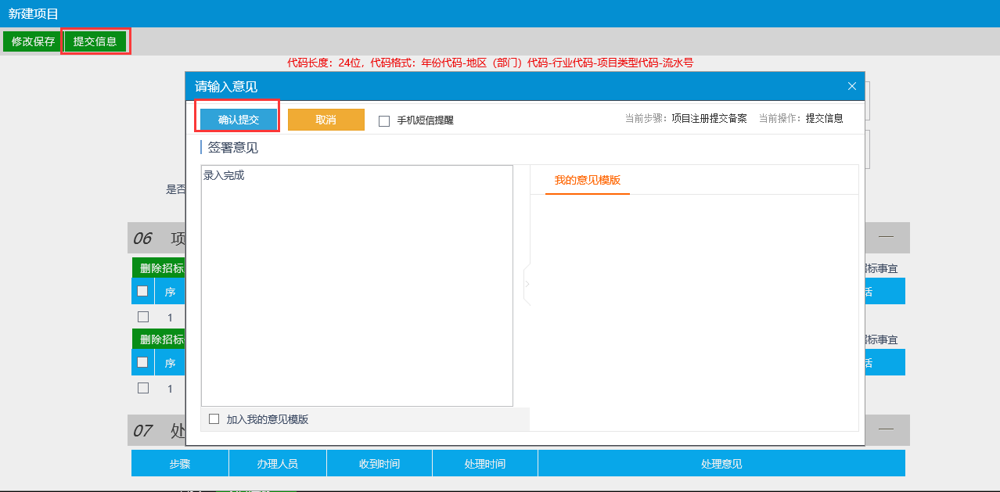 新建项目
修改保存 提交信息
代码长度：24位，代码格式：年份代码-地区（部门）代码-行业代码-项目类型代码-流水号
请输入意见
确认提交 取消 手机短信提醒 当前步骤：项目注册提交备案 当前操作：提交信息
签署意见
录入完成
我的意见模版
是否
06 项
删除招标 招标事宜
序 话
1
删除招标 招标事宜
序 话
1
加入我的意见模版
07 处
步骤 办理人员 收到时间 处理时间 处理意见